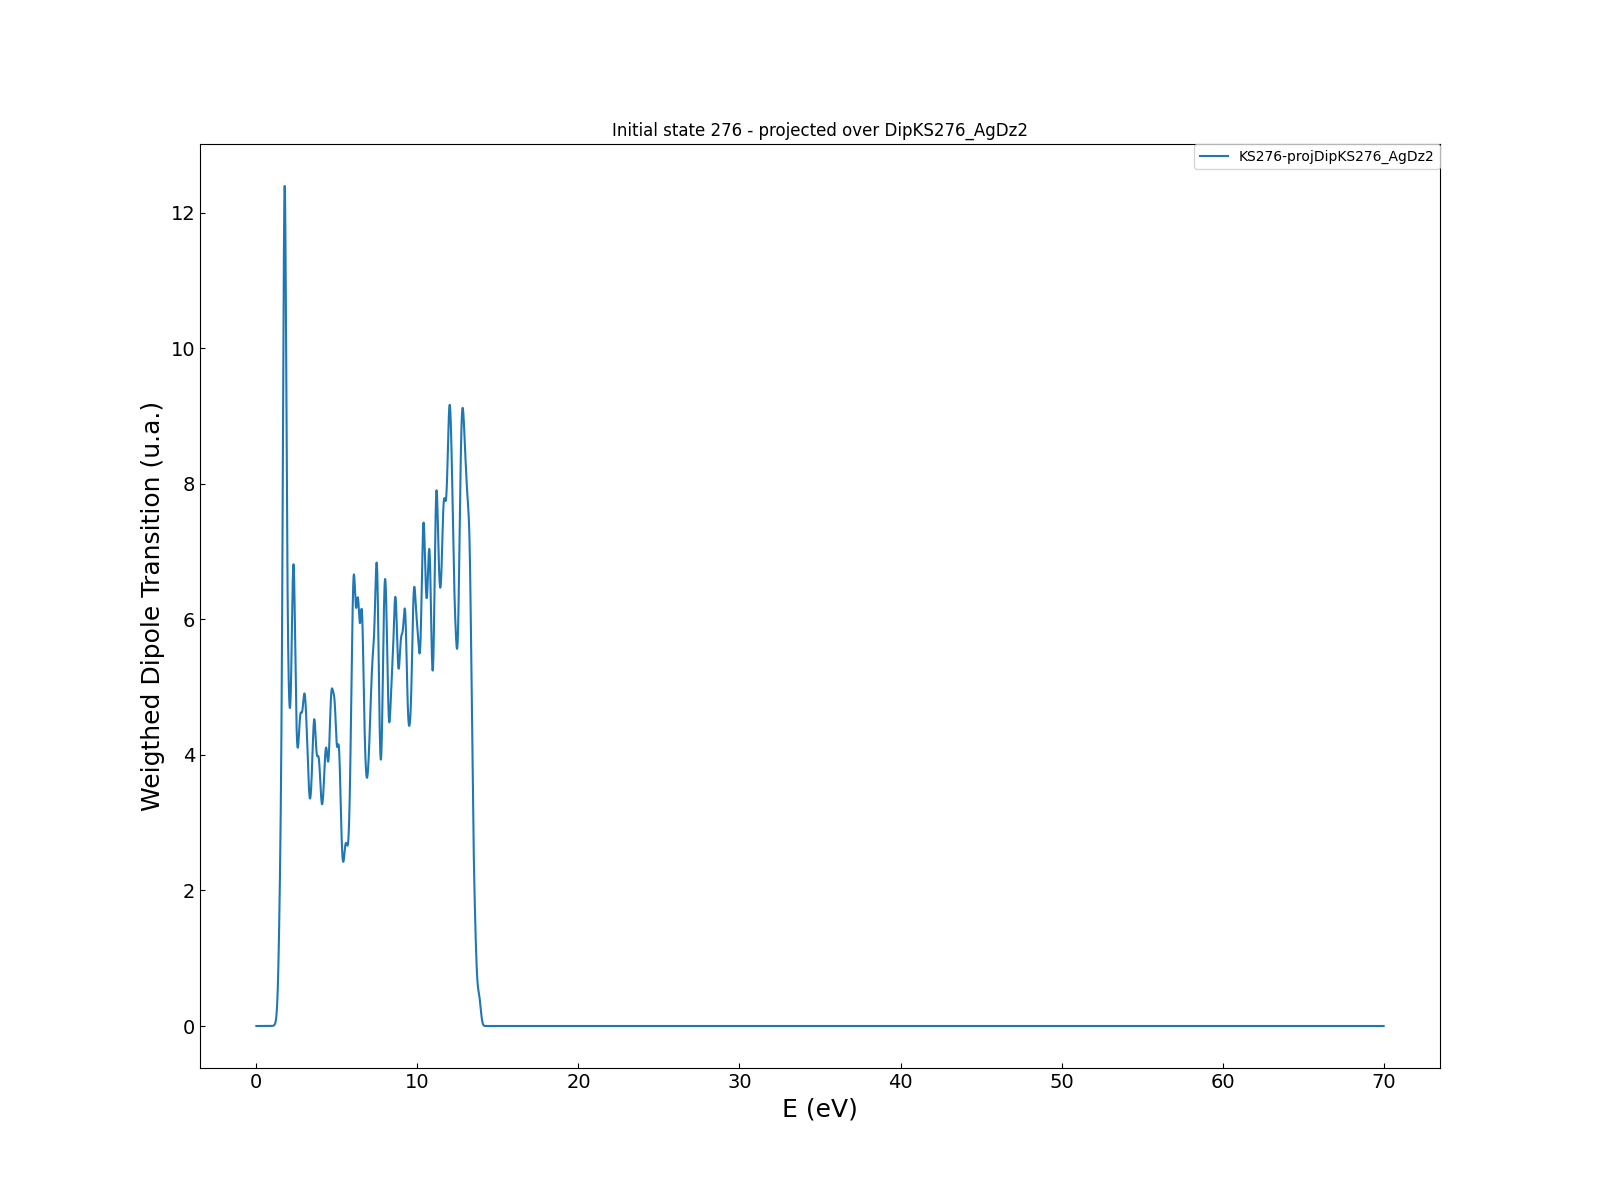 Initial state 276 - projected over DipKS276_AgDz2
KS276-projDipKS276_AgDz2
Weigthed Dipole Transition (u.a.)
12
10
8
6
4
2
0
0 10 20 30 40 50 60 70
E (eV)